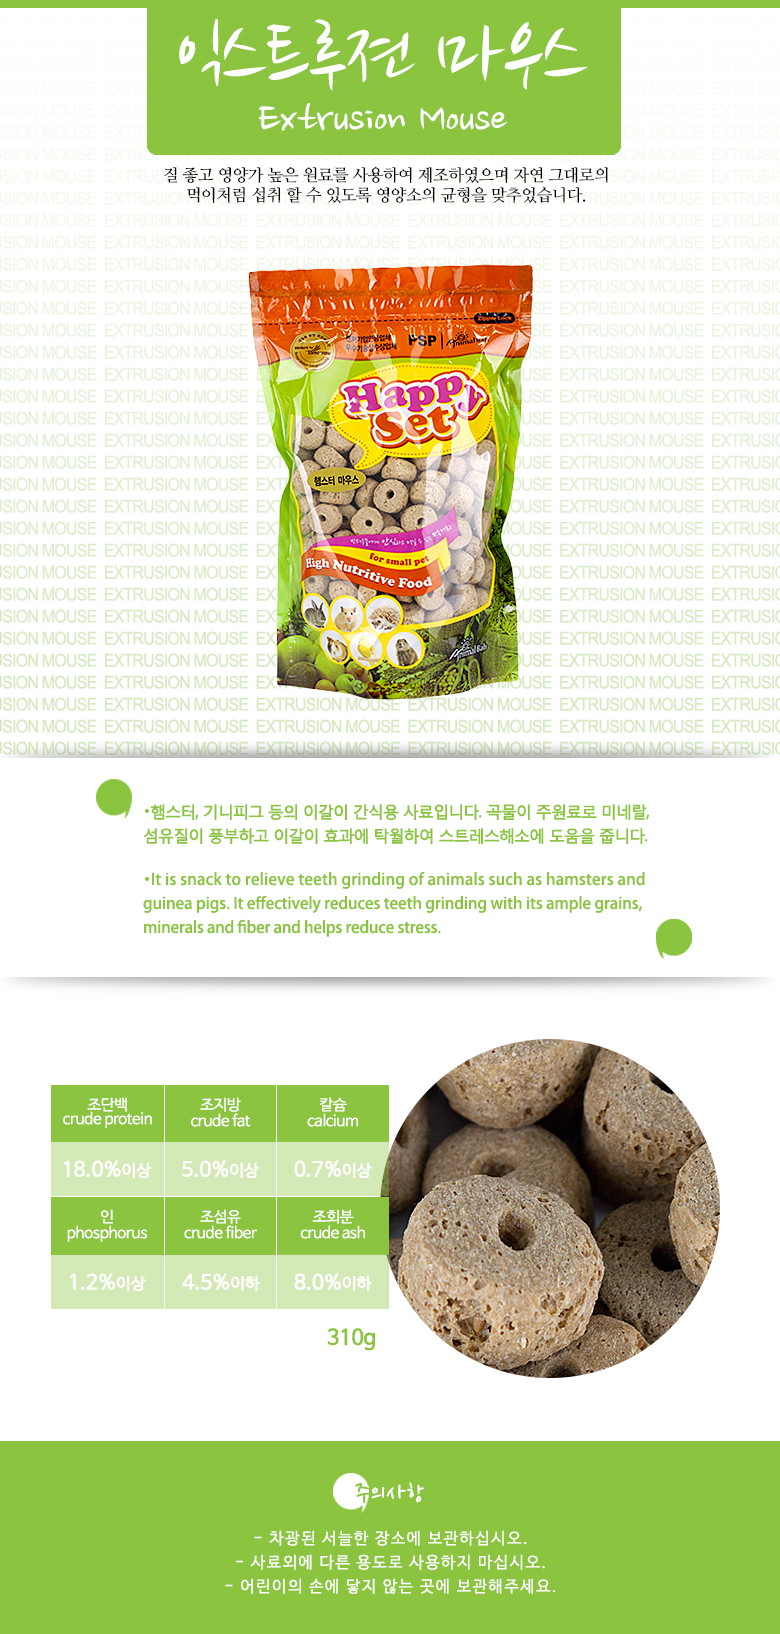 익스트루젼 마우스
Extrusion Mouse
질 좋고 영양가 높은 원료를 사용하여 제조하였으며 자연 그대로의
먹이처럼 섭취 할 수 있도록 영양소의 균형을 맞추었습니다.
EXTRUSION MOUSE
PSP
Happy
Set
햄스터 마우스
for small pet
High Nutritive Food
•햄스터, 기니피그 등의 이갈이 간식용 사료입니다. 곡물이 주원료로 미네랄,
섬유질이 풍부하고 이갈이 효과에 탁월하여 스트레스해소에 도움을 줍니다.
•It is snack to relieve teeth grinding of animals such as hamsters and
guinea pigs. It effectively reduces teeth grinding with its ample grains,
minerals and fiber and helps reduce stress.
조단백 조지방 칼슘
crude protein crude fat calcium
18.0%이상 5.0%이상 0.7%이상
인 조섬유 조회분
phosphorus crude fiber crude ash
1.2%이상 4.5%이하 8.0%이하
310g
주의사항
- 차광된 서늘한 장소에 보관하십시오.
- 사료외에 다른 용도로 사용하지 마십시오.
- 어린이의 손에 닿지 않는 곳에 보관해주세요.